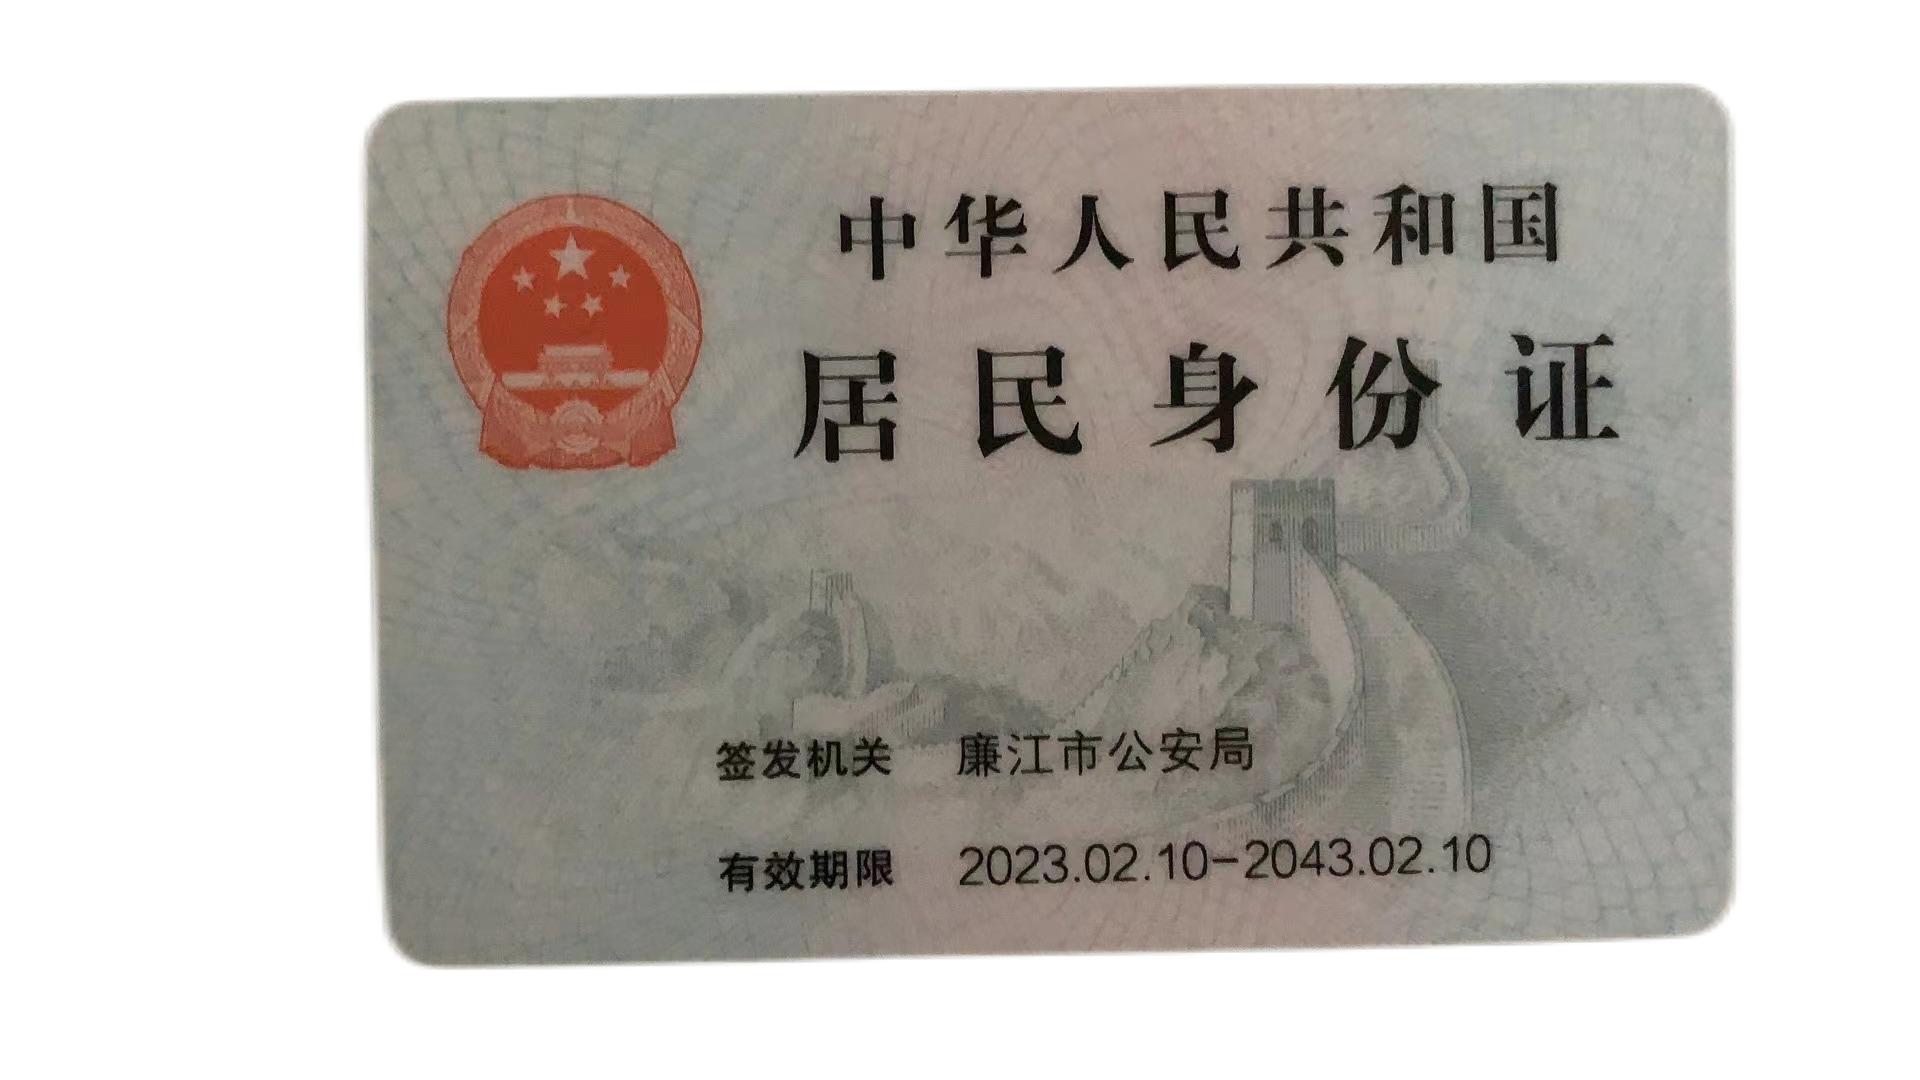 中华人民共和国
居民身份证
签发机关 廉江市公安局
有效期限 2023.02.10-2043.02.10